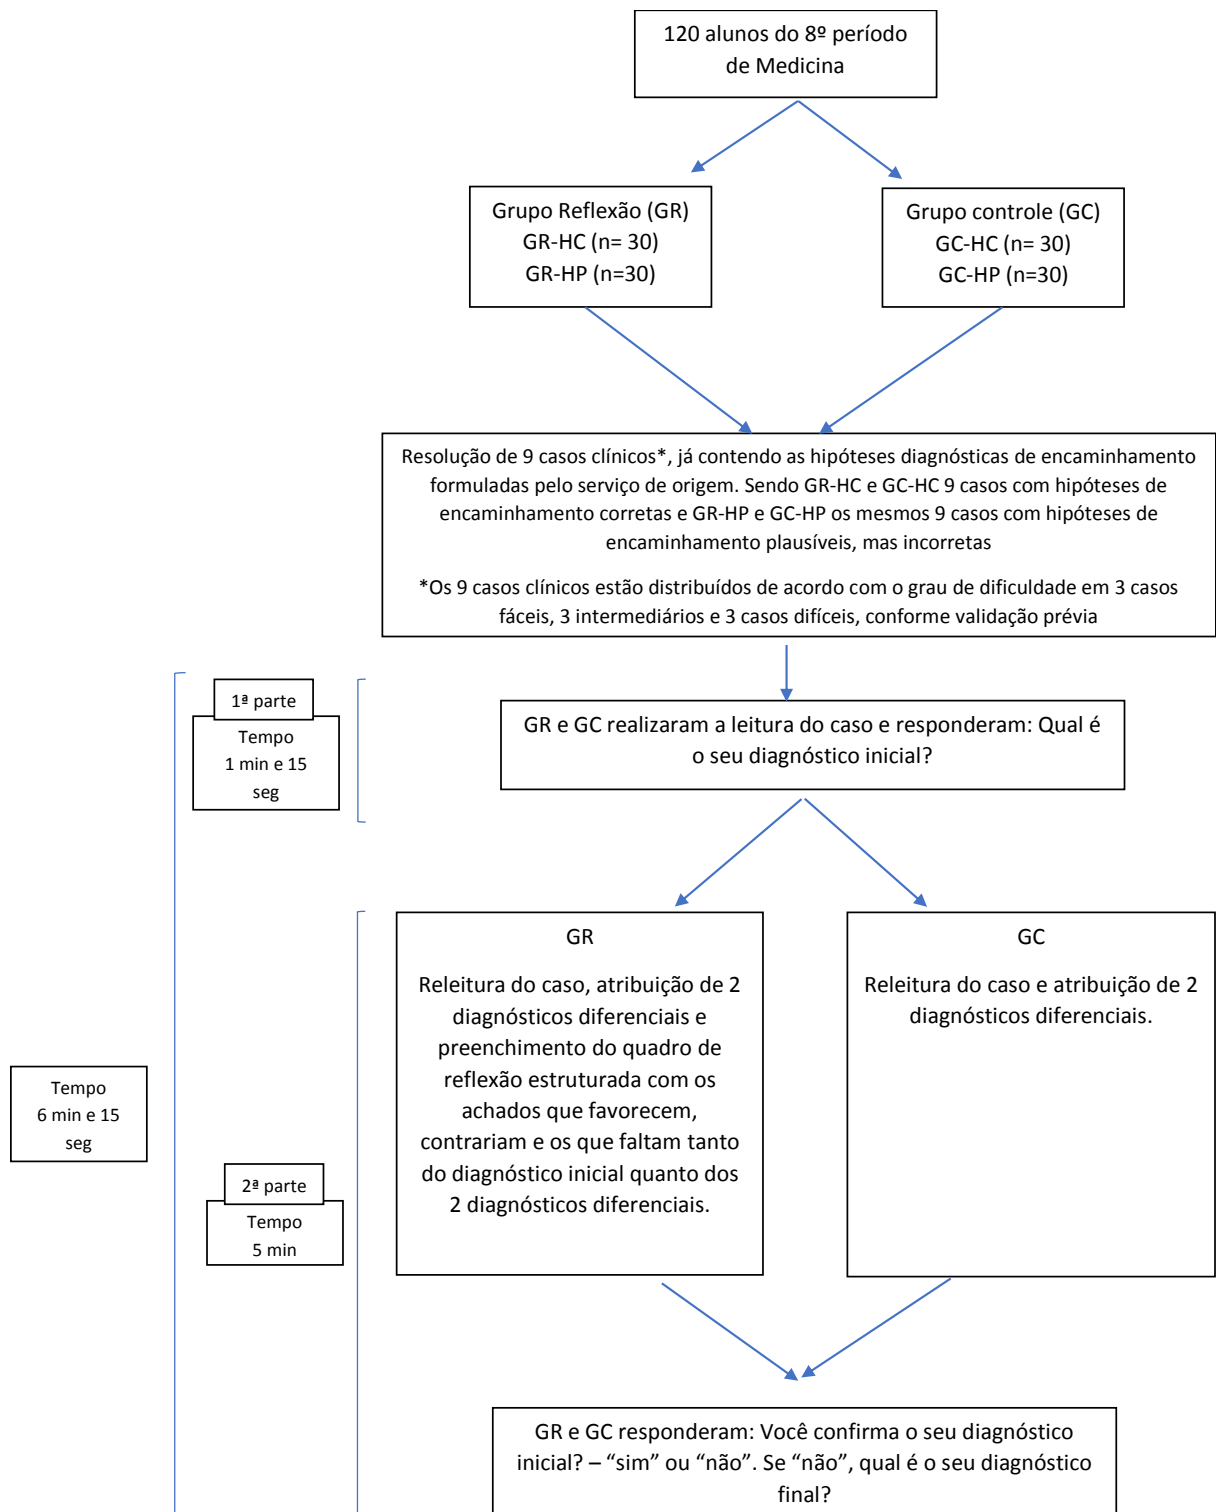 120 alunos do 8º período
de Medicina
Grupo Reflexão (GR)
GR-HC (n= 30)
GR-HP (n=30)
Grupo controle (GC)
GC-HC (n= 30)
GC-HP (n=30)
Resolução de 9 casos clínicos*, já contendo as hipóteses diagnósticas de encaminhamento
formuladas pelo serviço de origem. Sendo GR-HC e GC-HC 9 casos com hipóteses de
encaminhamento corretas e GR-HP e GC-HP os mesmos 9 casos com hipóteses de
encaminhamento plausíveis, mas incorretas
*Os 9 casos clínicos estão distribuídos de acordo com o grau de dificuldade em 3 casos
fáceis, 3 intermediários e 3 casos difíceis, conforme validação prévia
1ª parte
Tempo
1 min e 15
seg
GR e GC realizaram a leitura do caso e responderam: Qual é
o seu diagnóstico inicial?
GR
Releitura do caso, atribuição de 2
diagnósticos diferenciais e
preenchimento do quadro de
reflexão estruturada com os
achados que favorecem,
contrariam e os que faltam tanto
do diagnóstico inicial quanto dos
2 diagnósticos diferenciais.
GC
Releitura do caso e atribuição de 2
diagnósticos diferenciais.
Tempo
6 min e 15
seg
2ª parte
Tempo
5 min
GR e GC responderam: Você confirma o seu diagnóstico
inicial? – “sim” ou “não”. Se “não”, qual é o seu diagnóstico
final?